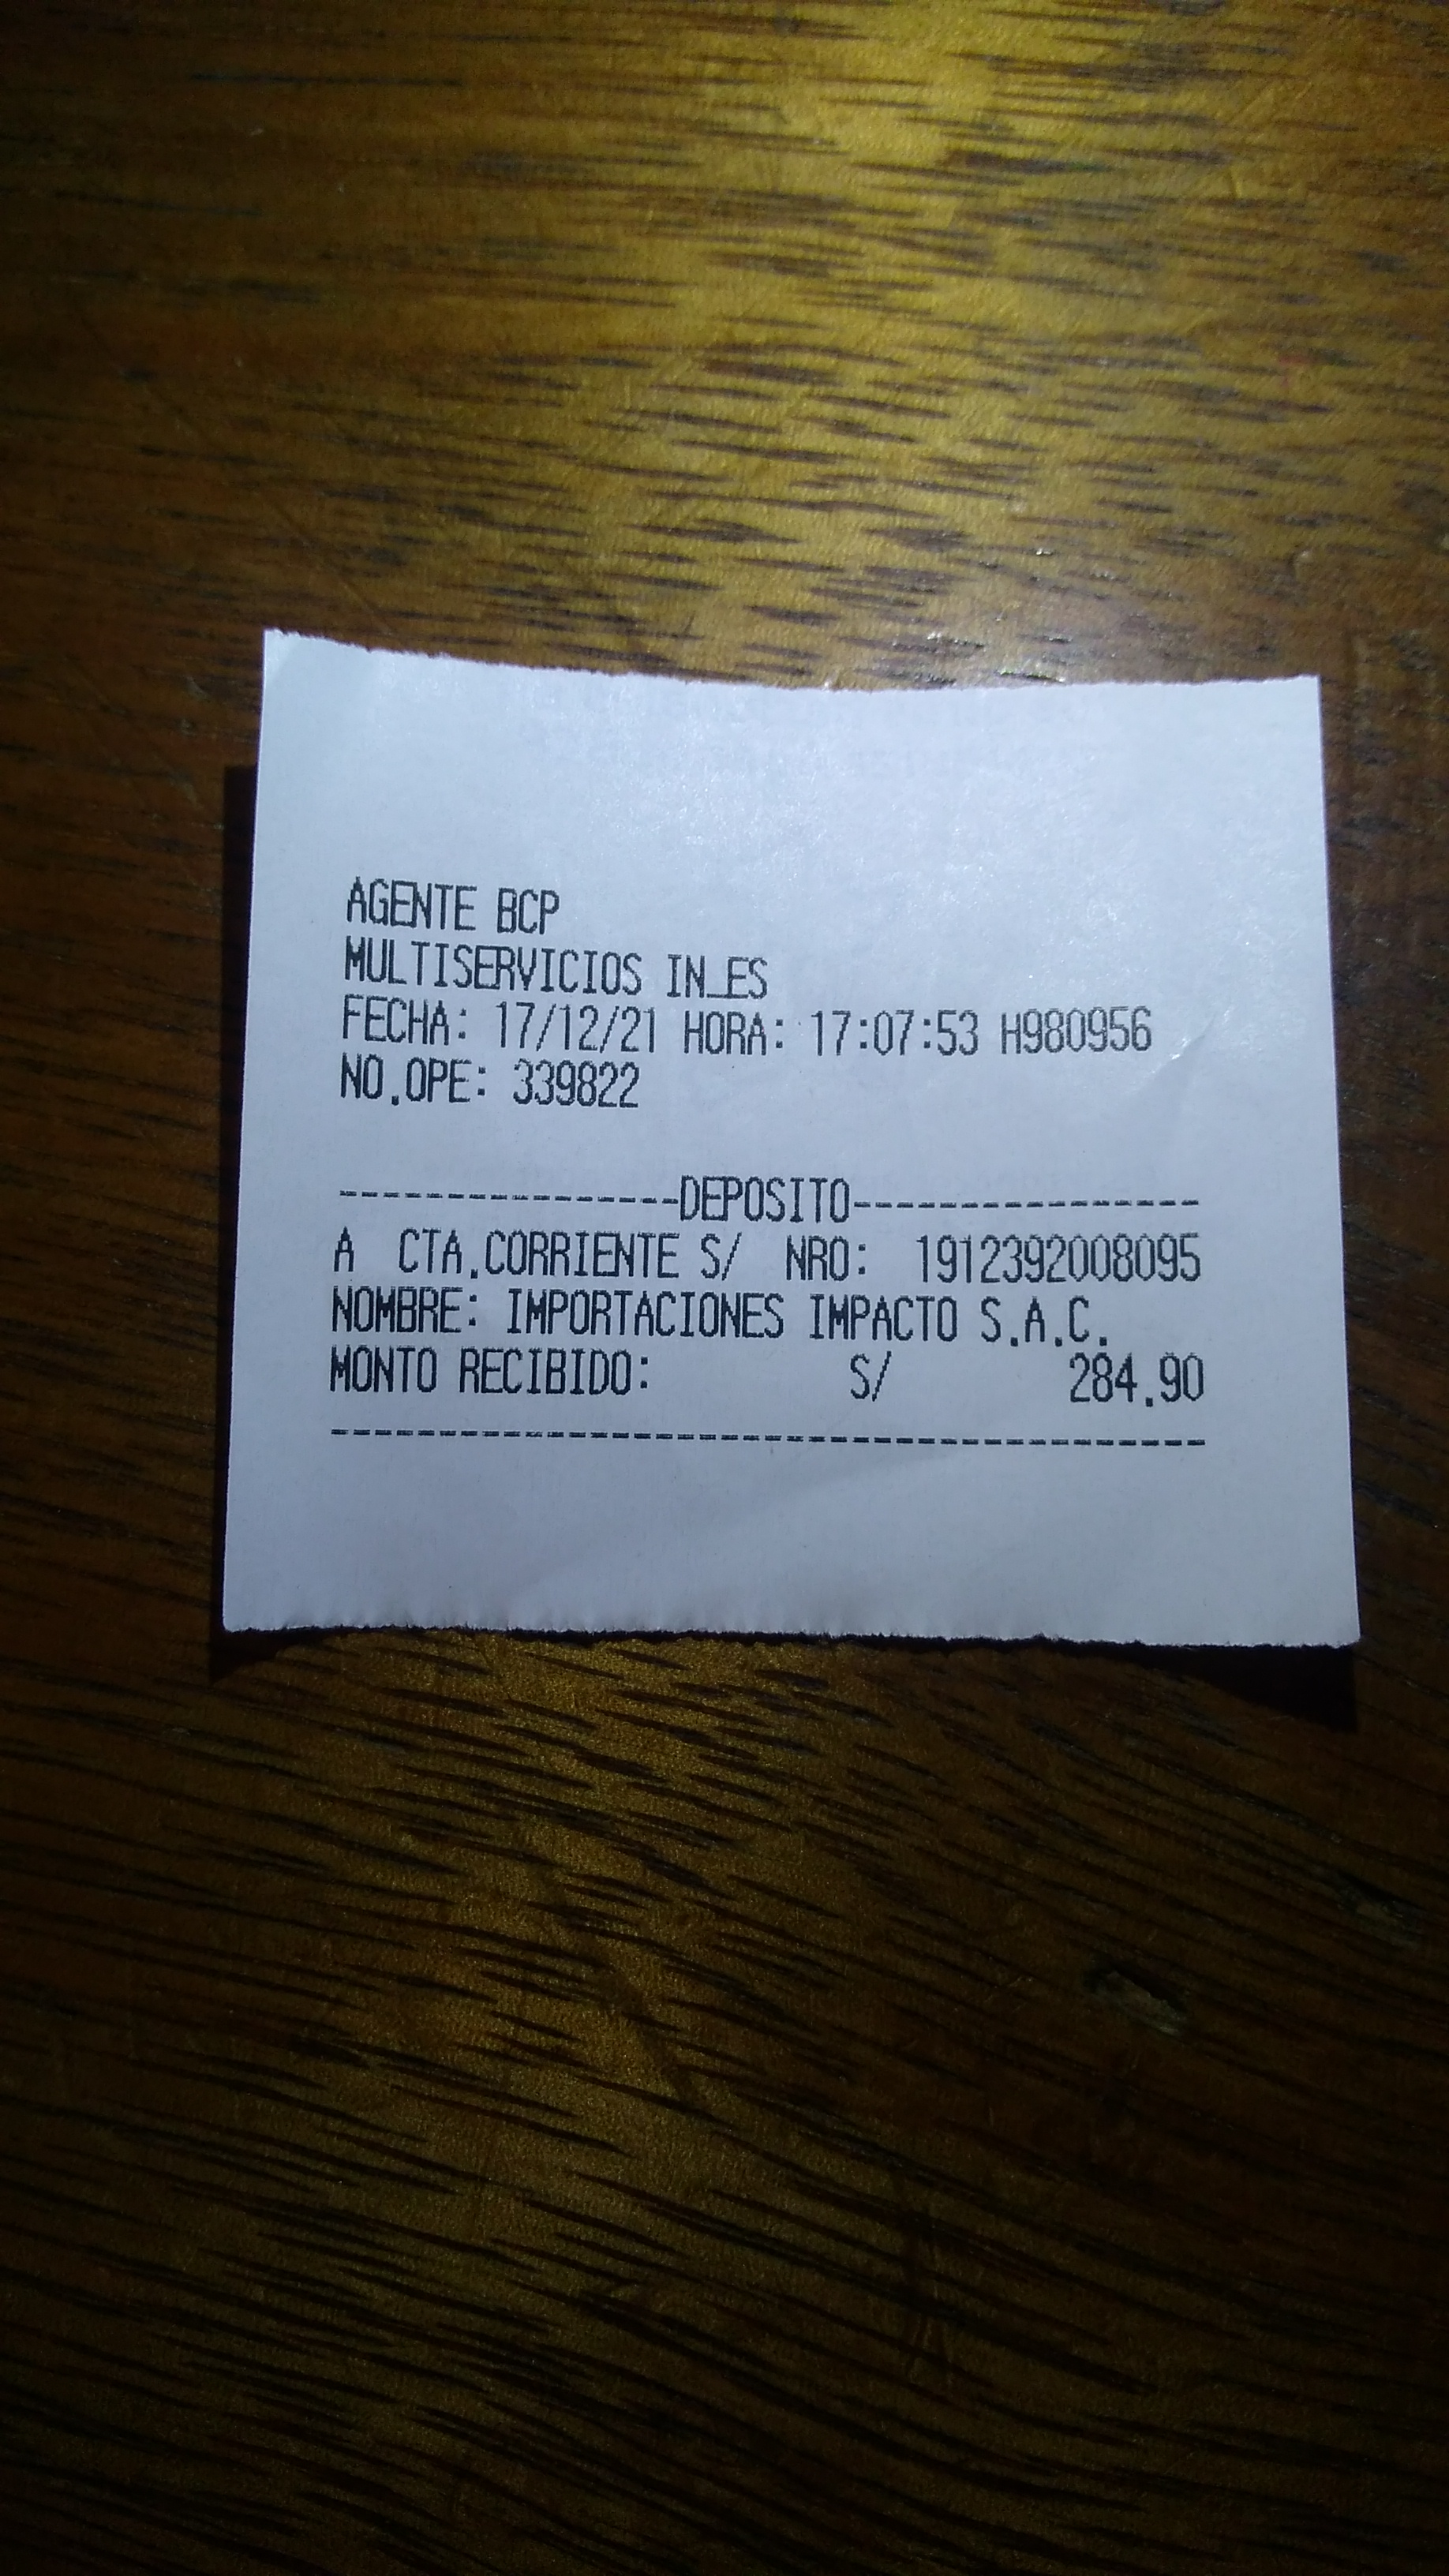 AGENTE BCP
MULTISERVICIOS IN_ES
FECHA: 17/12/21 HORA: 17:07:53 H980956
NO.OPE: 339822
----------------DEPOSITO----------------
A CTA.CORRIENTE S/ NRO: 1912392008095
NOMBRE: IMPORTACIONES IMPACTO S.A.C.
MONTO RECIBIDO: S/ 284.90